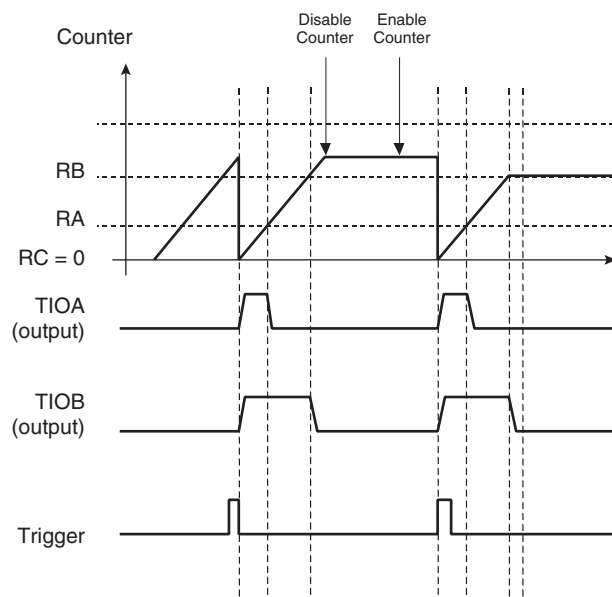 Disable
Counter
Enable
Counter
Counter
RB
RA
RC = 0
TIOA
(output)
TIOB
(output)
Trigger